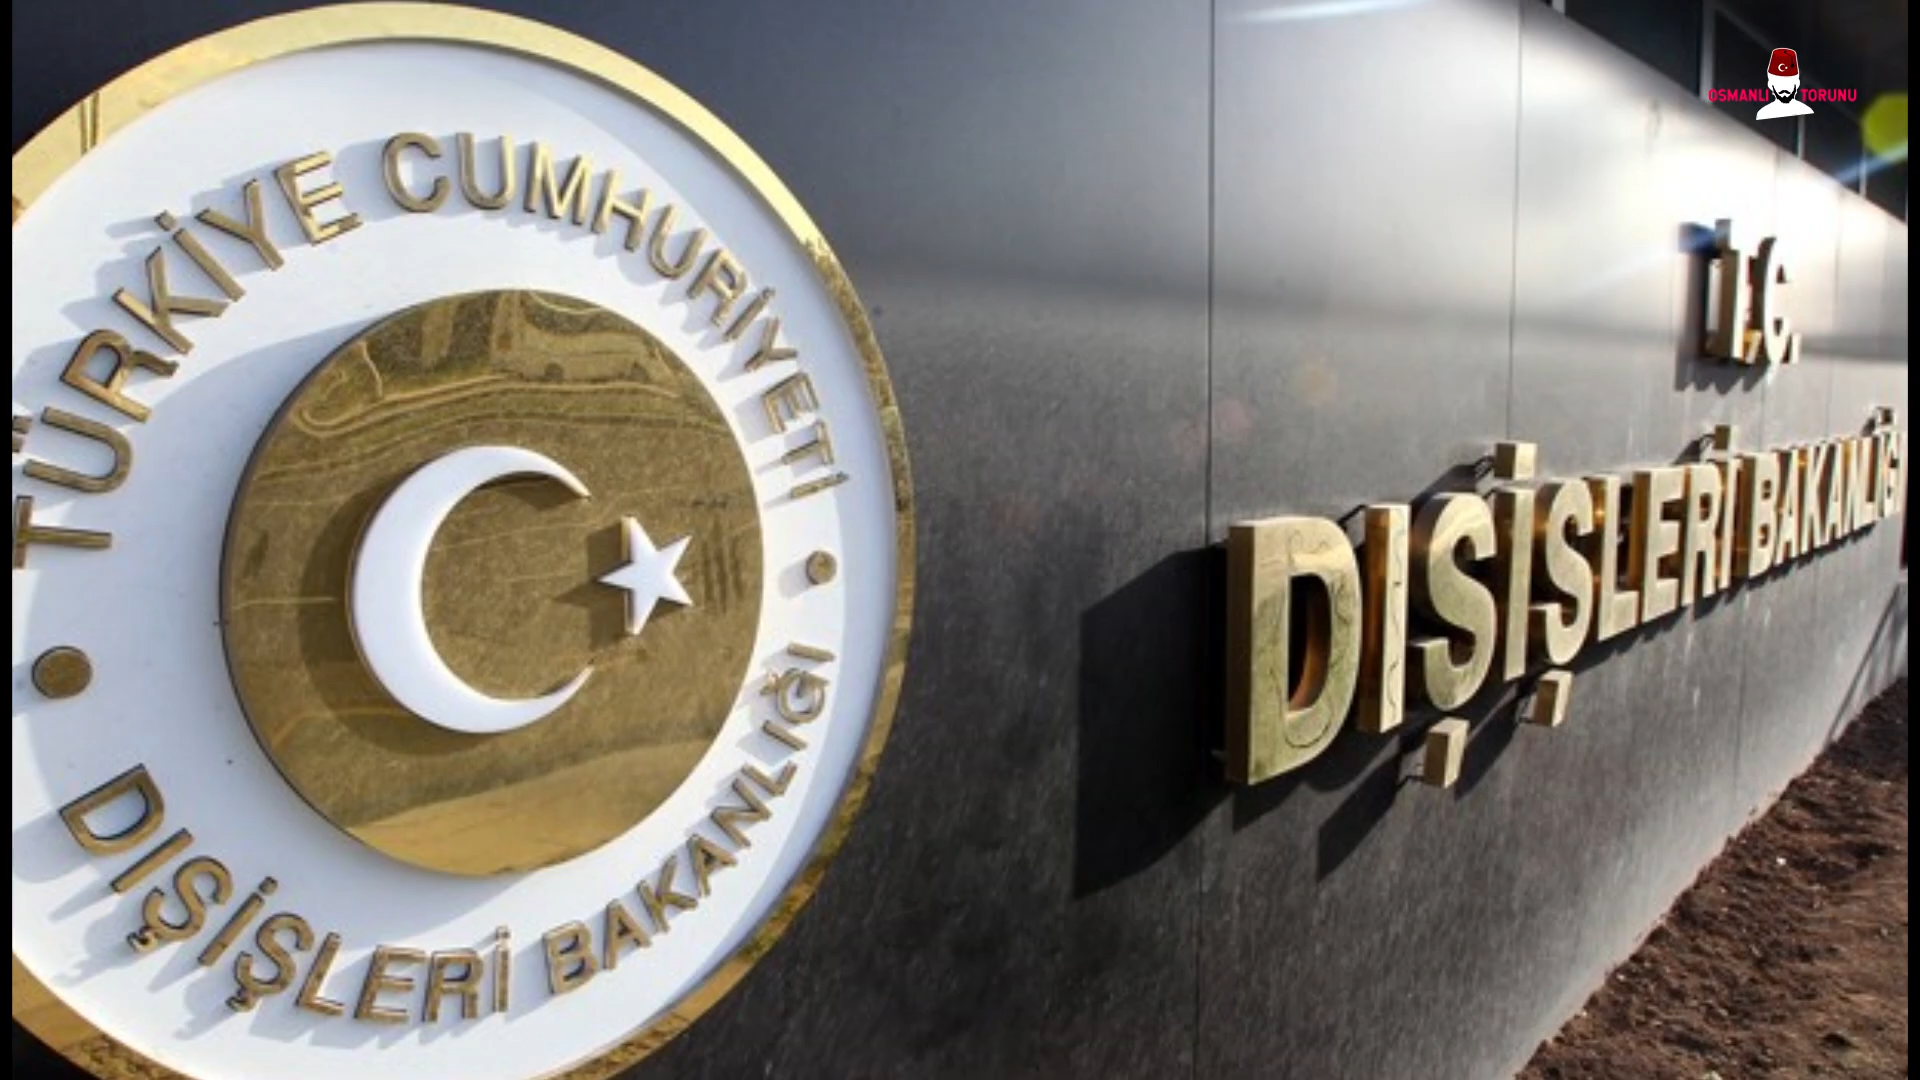 TÜRKİYE CUMHURİYETİ
DIŞİŞLERİ BAKANLIĞI
OSMANLI TORUNU
T.C.
DIŞİŞLERİ BAKANLIĞI